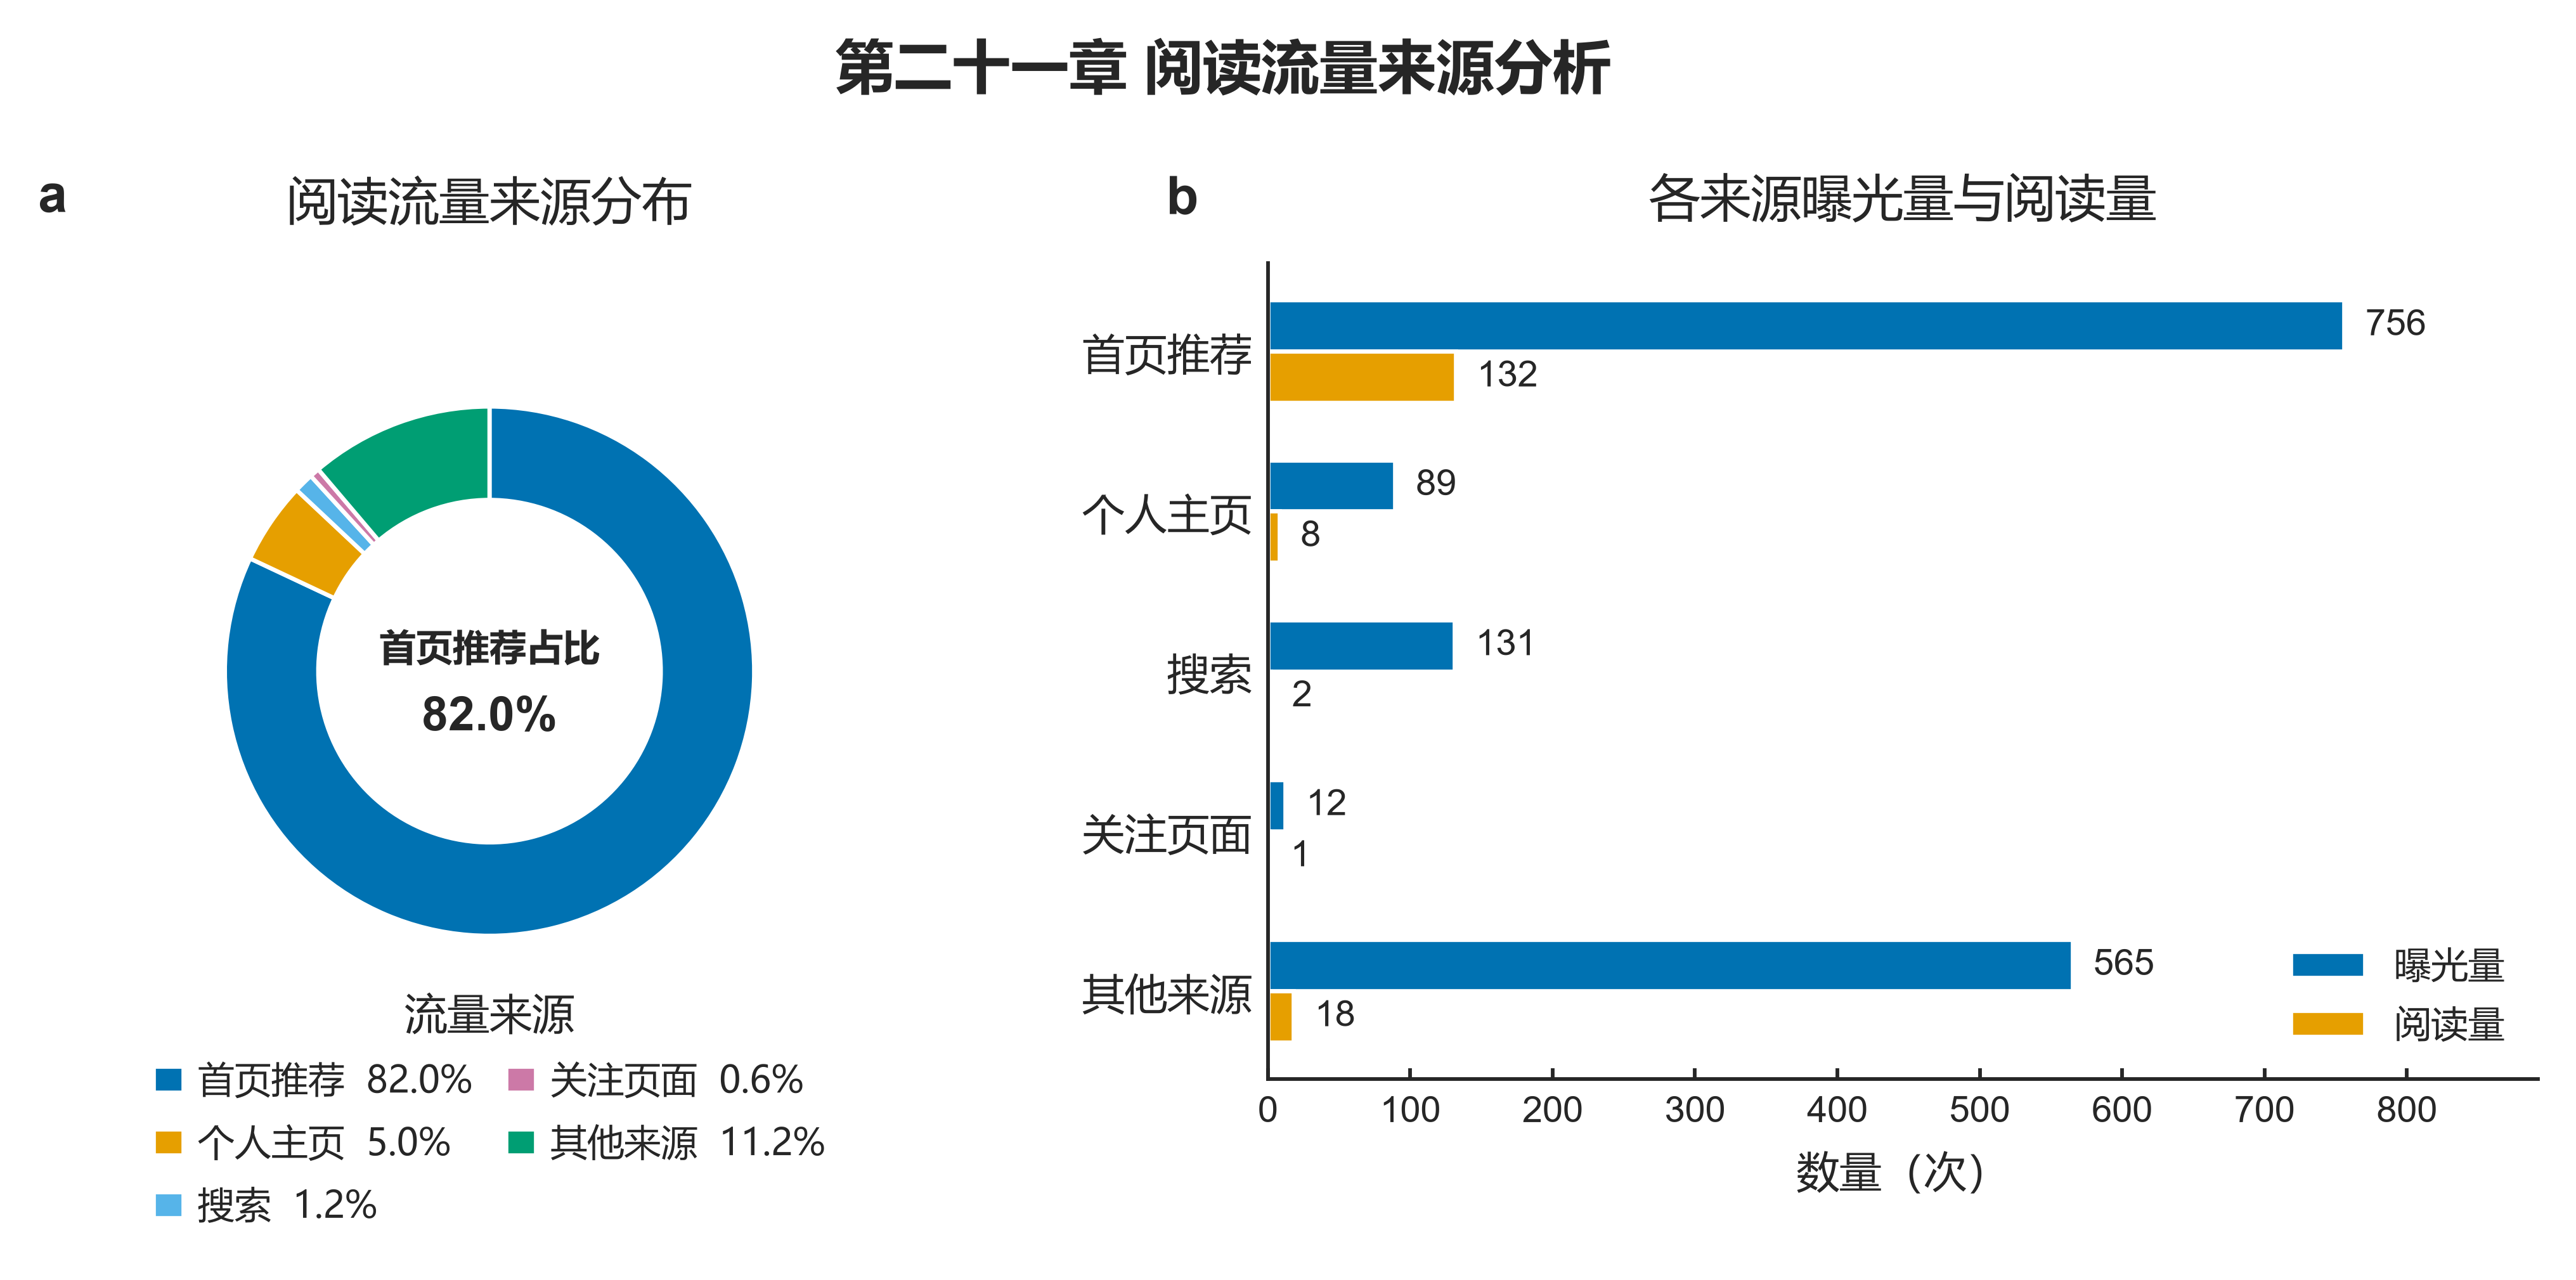 第二十一章 阅读流量来源分析
a
阅读流量来源分布
首页推荐占比
82.0%
流量来源
首页推荐 82.0%
个人主页 5.0%
搜索 1.2%
关注页面 0.6%
其他来源 11.2%
b
各来源曝光量与阅读量
首页推荐
756
132
个人主页
89
8
搜索
131
2
关注页面
12
1
其他来源
565
18
曝光量
阅读量
0 100 200 300 400 500 600 700 800
数量（次）